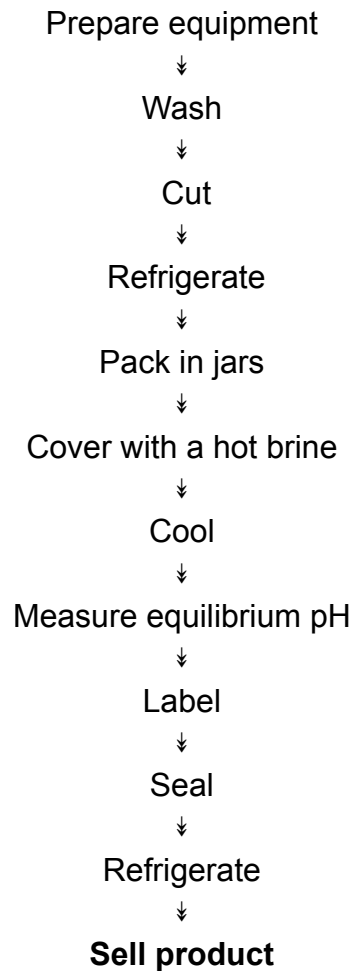 Prepare equipment
↡
Wash
↡
Cut
↡
Refrigerate
↡
Pack in jars
↡
Cover with a hot brine
↡
Cool
↡
Measure equilibrium pH
↡
Label
↡
Seal
↡
Refrigerate
↡
Sell product